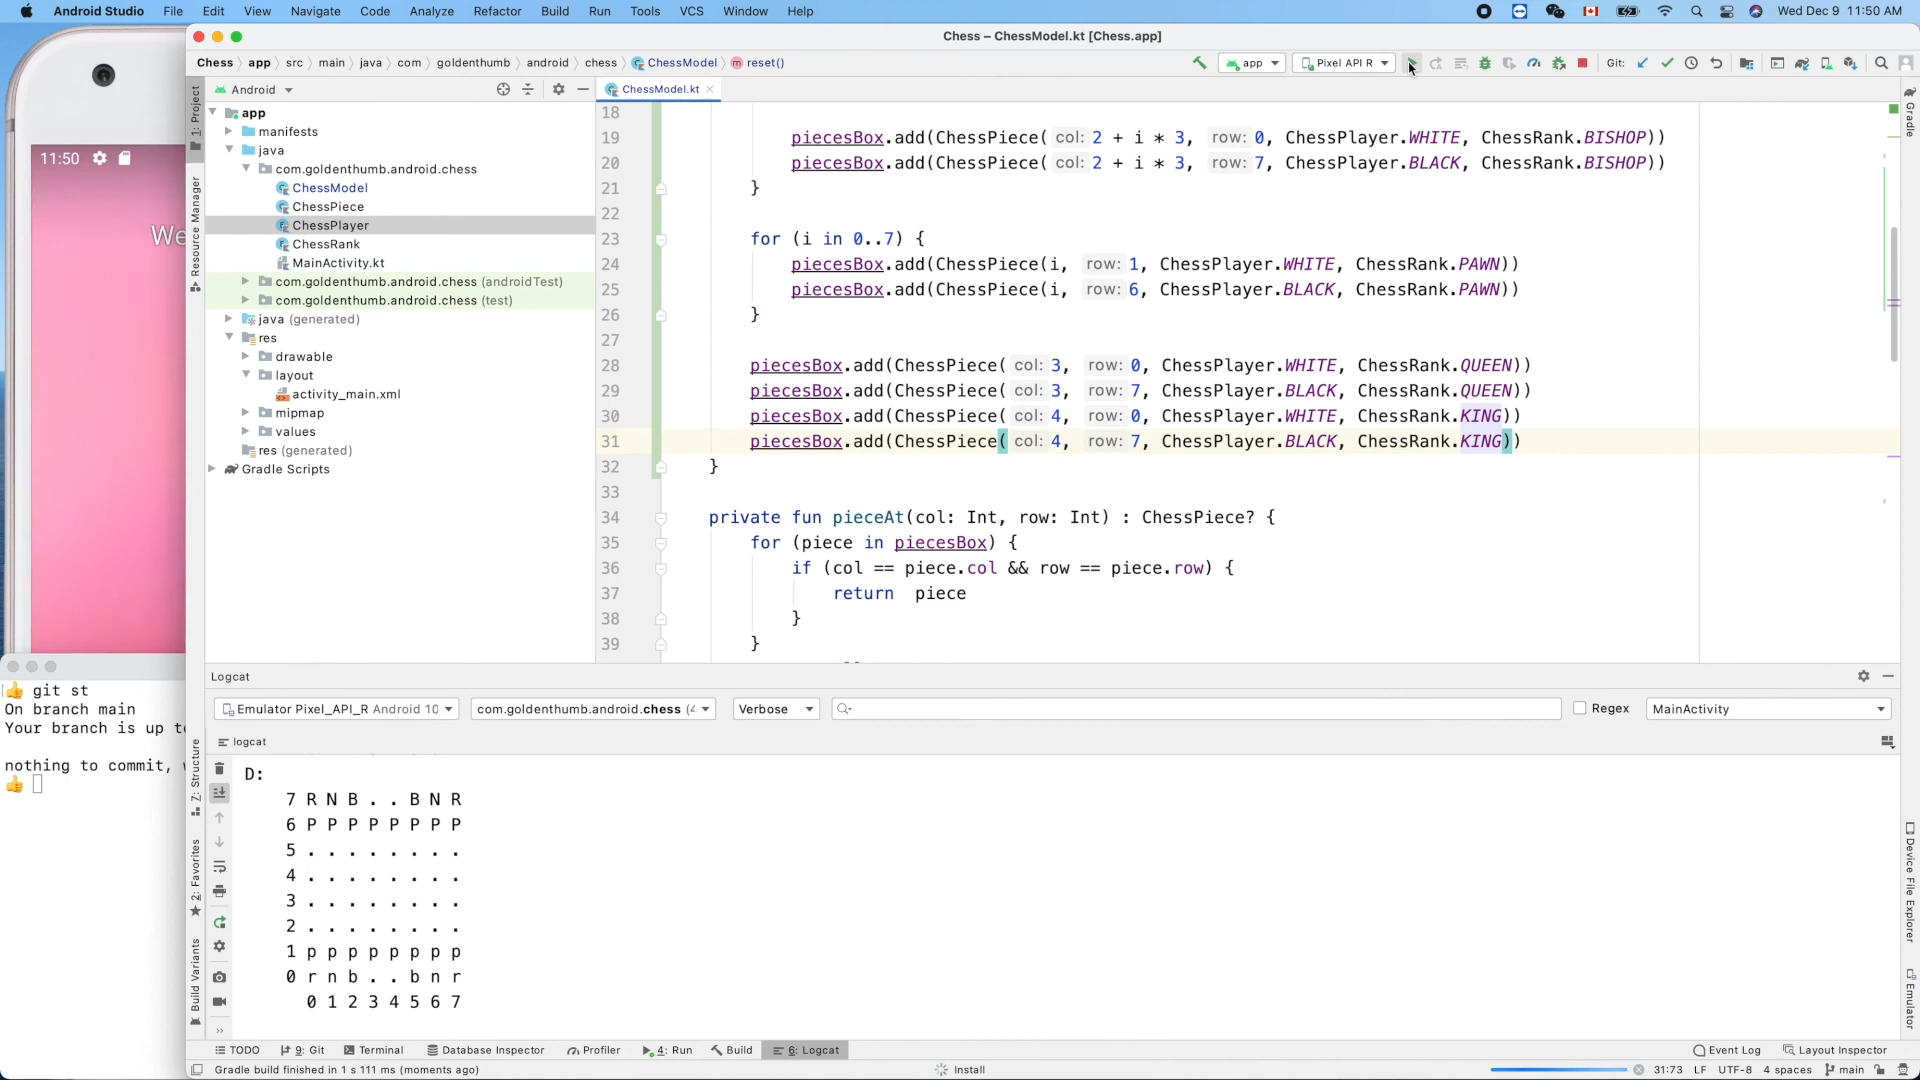 Android Studio File Edit View Navigate Code Analyze Refactor Build Run Tools VCS Window Help Wed Dec 9 11:50 AM
Chess – ChessModel.kt [Chess.app]
Chess app src main java com goldenthumb android chess ChessModel reset() app Pixel API R Git:
Android ChessModel.kt
11:50
We
app
manifests
java
com.goldenthumb.android.chess
ChessModel
ChessPiece
ChessPlayer
ChessRank
MainActivity.kt
com.goldenthumb.android.chess (androidTest)
com.goldenthumb.android.chess (test)
java (generated)
res
drawable
layout
activity_main.xml
mipmap
values
res (generated)
Gradle Scripts
1: Project
Resource Manager
Z: Structure
2: Favorites
Build Variants
18
19 piecesBox.add(ChessPiece( col: 2 + i * 3, row: 0, ChessPlayer.WHITE, ChessRank.BISHOP))
20 piecesBox.add(ChessPiece( col: 2 + i * 3, row: 7, ChessPlayer.BLACK, ChessRank.BISHOP))
21 }
22
23 for (i in 0..7) {
24 piecesBox.add(ChessPiece(i, row: 1, ChessPlayer.WHITE, ChessRank.PAWN))
25 piecesBox.add(ChessPiece(i, row: 6, ChessPlayer.BLACK, ChessRank.PAWN))
26 }
27
28 piecesBox.add(ChessPiece( col: 3, row: 0, ChessPlayer.WHITE, ChessRank.QUEEN))
29 piecesBox.add(ChessPiece( col: 3, row: 7, ChessPlayer.BLACK, ChessRank.QUEEN))
30 piecesBox.add(ChessPiece( col: 4, row: 0, ChessPlayer.WHITE, ChessRank.KING))
31 piecesBox.add(ChessPiece( col: 4, row: 7, ChessPlayer.BLACK, ChessRank.KING))
32 }
33
34 private fun pieceAt(col: Int, row: Int) : ChessPiece? {
35 for (piece in piecesBox) {
36 if (col == piece.col && row == piece.row) {
37 return piece
38 }
39 }
Gradle
Device File Explorer
Emulator
👍 git st
On branch main
Your branch is up t
nothing to commit,
👍
Logcat
Emulator Pixel_API_R Android 10 com.goldenthumb.android.chess ( Verbose Regex MainActivity
logcat
D:
7 R N B . . B N R
6 P P P P P P P P
5 . . . . . . . .
4 . . . . . . . .
3 . . . . . . . .
2 . . . . . . . .
1 p p p p p p p p
0 r n b . . b n r
0 1 2 3 4 5 6 7
TODO 9: Git Terminal Database Inspector Profiler 4: Run Build 6: Logcat Event Log Layout Inspector
Gradle build finished in 1 s 111 ms (moments ago) Install 31:73 LF UTF-8 4 spaces main